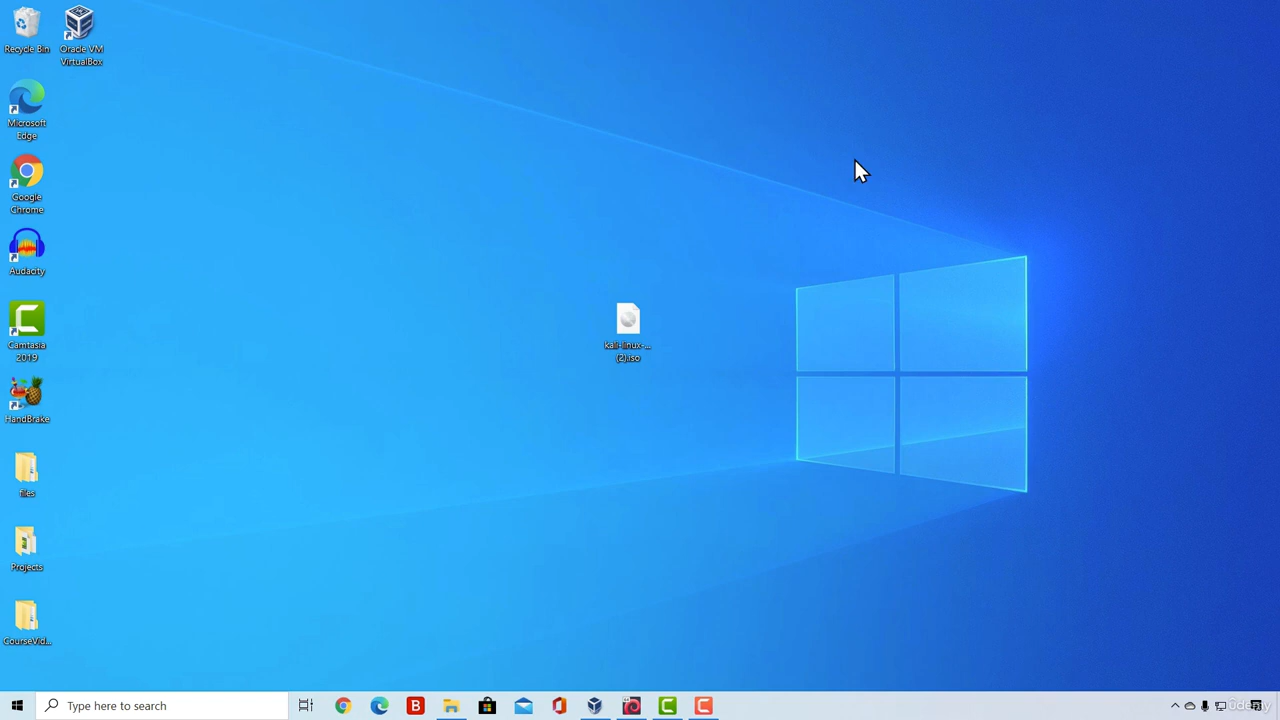 Recycle Bin
Oracle VM
VirtualBox
Microsoft
Edge
Google
Chrome
Audacity
Camtasia
2019
HandBrake
files
Projects
CourseVid...
kali-linux-...
(2).iso
Type here to search
B
ûdemy